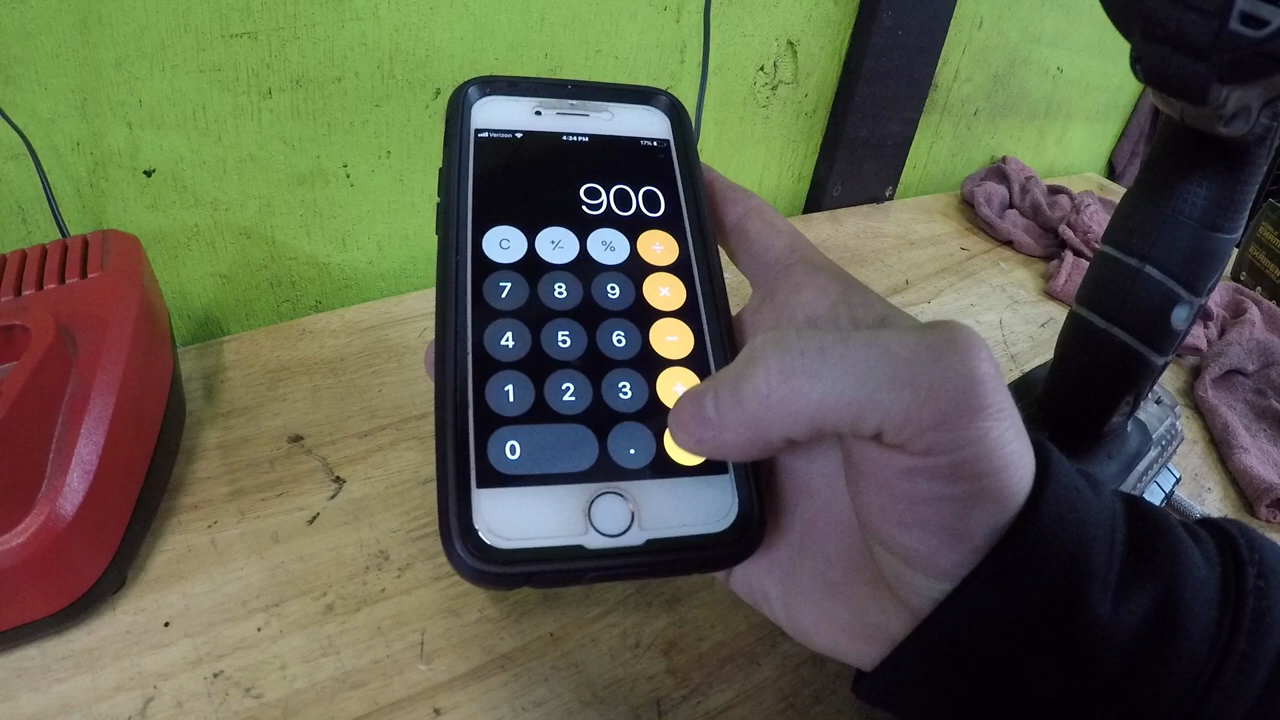 Verizon 4:34 PM 17%
900
C +/- % ÷
7 8 9 ×
4 5 6 −
1 2 3 +
0 .